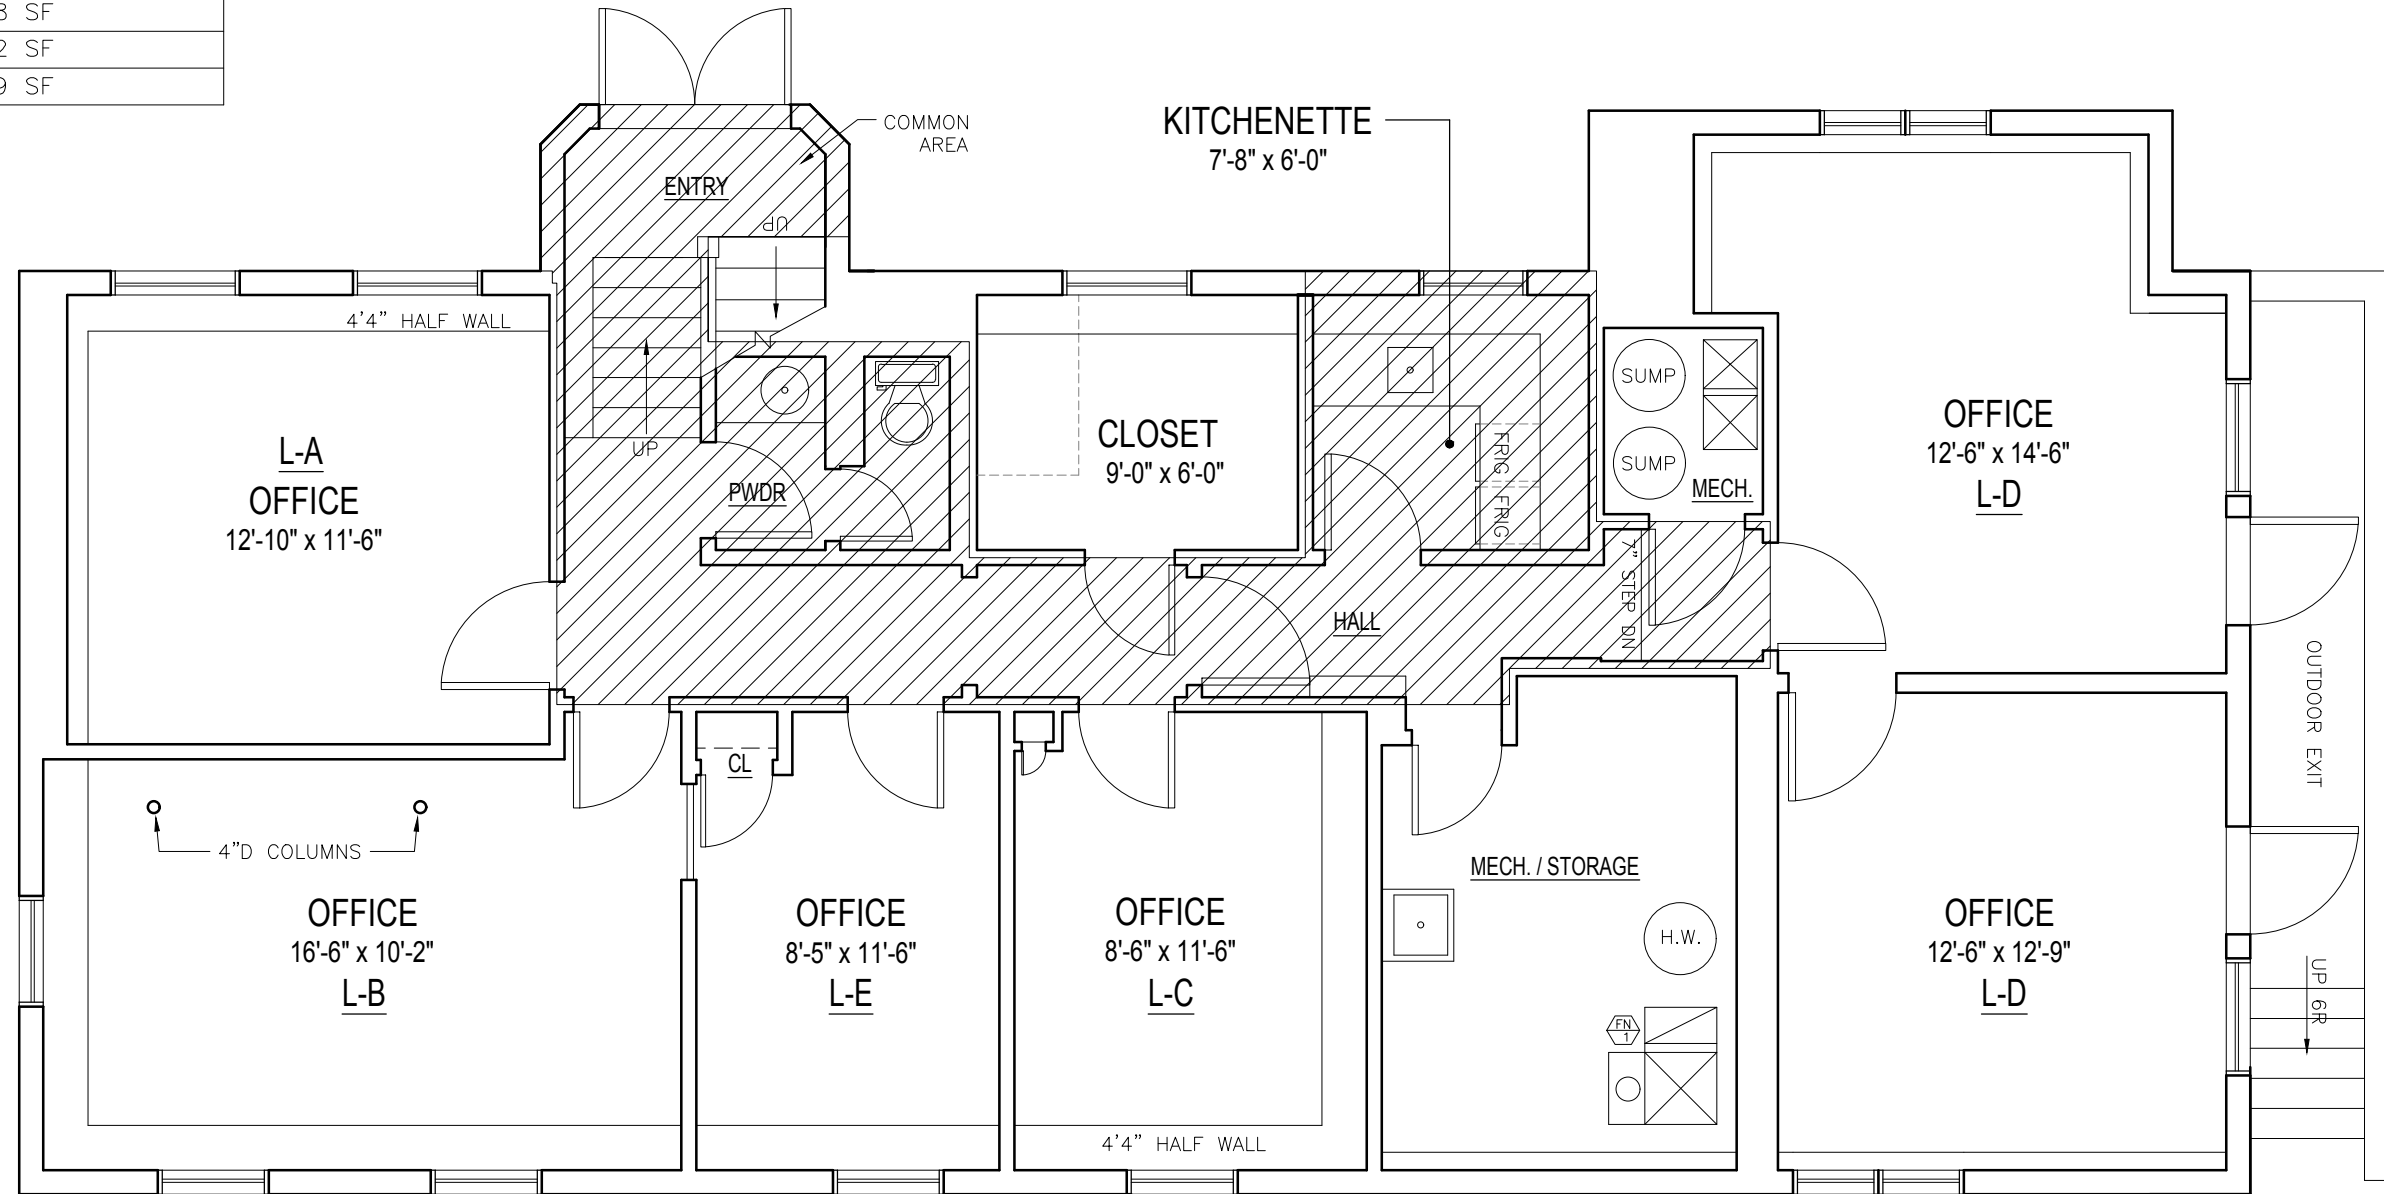 SF
SF
SF
COMMON
AREA
KITCHENETTE
7'-8" x 6'-0"
ENTRY
UP
4'4" HALF WALL
L-A
OFFICE
12'-10" x 11'-6"
UP
PWDR
CLOSET
9'-0" x 6'-0"
FRIG
FRIG
SUMP
SUMP
MECH.
OFFICE
12'-6" x 14'-6"
L-D
7" STEP DN
HALL
OUTDOOR EXIT
CL
4"D COLUMNS
OFFICE
16'-6" x 10'-2"
L-B
OFFICE
8'-5" x 11'-6"
L-E
OFFICE
8'-6" x 11'-6"
L-C
4'4" HALF WALL
MECH. / STORAGE
H.W.
FN
1
OFFICE
12'-6" x 12'-9"
L-D
UP 6R